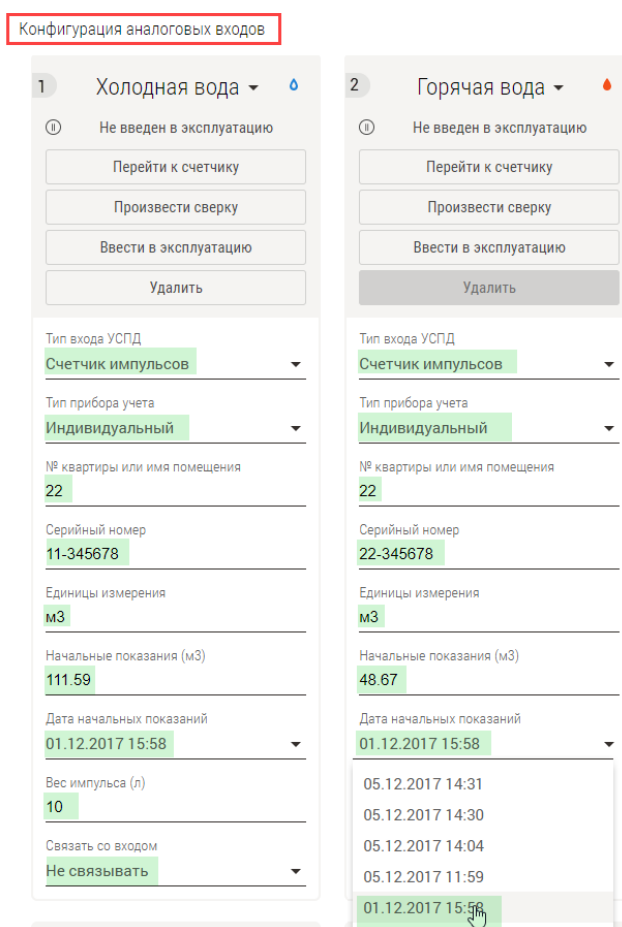 Конфигурация аналоговых входов
1 Холодная вода
Не введен в эксплуатацию
Перейти к счетчику
Произвести сверку
Ввести в эксплуатацию
Удалить
Тип входа УСПД
Счетчик импульсов
Тип прибора учета
Индивидуальный
№ квартиры или имя помещения
22
Серийный номер
11-345678
Единицы измерения
м3
Начальные показания (м3)
111.59
Дата начальных показаний
01.12.2017 15:58
Вес импульса (л)
10
Связать со входом
Не связывать
2 Горячая вода
Не введен в эксплуатацию
Перейти к счетчику
Произвести сверку
Ввести в эксплуатацию
Удалить
Тип входа УСПД
Счетчик импульсов
Тип прибора учета
Индивидуальный
№ квартиры или имя помещения
22
Серийный номер
22-345678
Единицы измерения
м3
Начальные показания (м3)
48.67
Дата начальных показаний
01.12.2017 15:58
05.12.2017 14:31
05.12.2017 14:30
05.12.2017 14:04
05.12.2017 11:59
01.12.2017 15:58